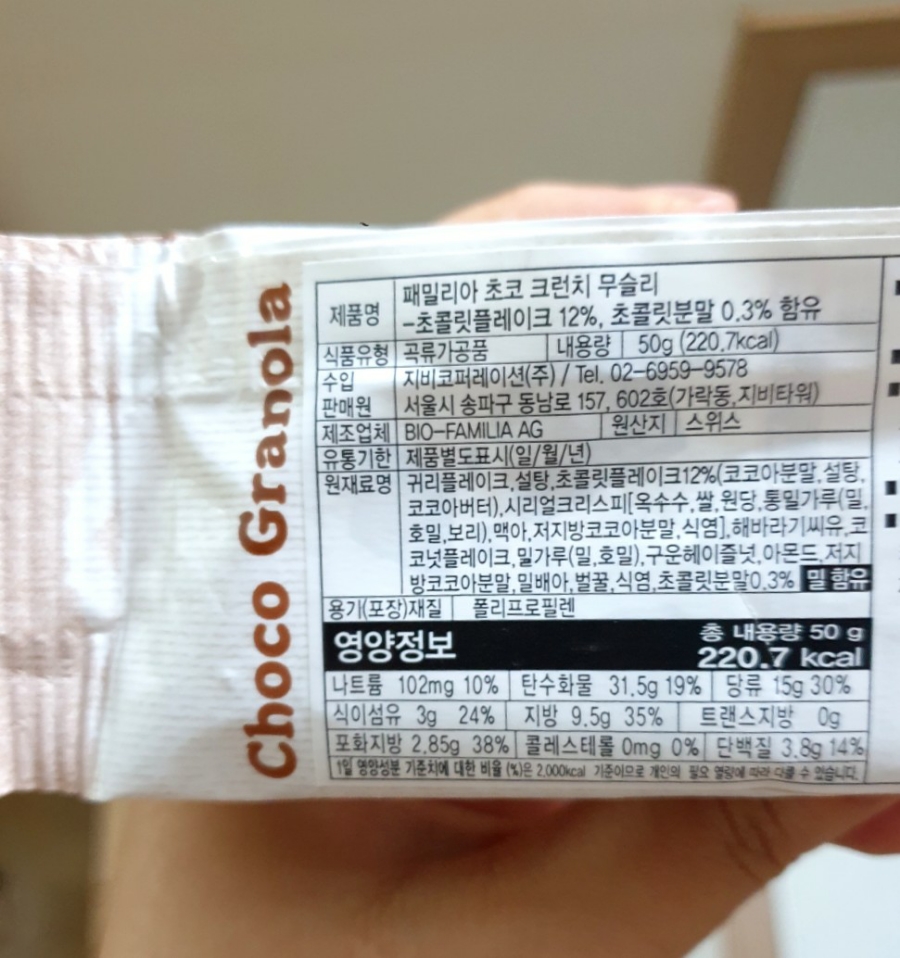 Choco Granola
제품명 패밀리아 초코 크런치 무슬리
-초콜릿플레이크 12%, 초콜릿분말 0.3% 함유
식품유형 곡류가공품 내용량 50g (220.7kcal)
수입 지비코퍼레이션(주) / Tel. 02-6959-9578
판매원 서울시 송파구 동남로 157, 602호(가락동,지비타워)
제조업체 BIO-FAMILIA AG 원산지 스위스
유통기한 제품별도표시(일/월/년)
원재료명 귀리플레이크,설탕,초콜릿플레이크12%(코코아분말,설탕,
코코아버터),시리얼크리스피[옥수수,쌀,원당,통밀가루(밀,
호밀,보리),맥아,저지방코코아분말,식염],해바라기씨유,코
코넛플레이크,밀가루(밀,호밀),구운헤이즐넛,아몬드,저지
방코코아분말,밀배아,벌꿀,식염,초콜릿분말0.3% 밀 함유
용기(포장)재질 폴리프로필렌
영양정보 총 내용량 50 g
220.7 kcal
나트륨 102mg 10% 탄수화물 31.5g 19% 당류 15g 30%
식이섬유 3g 24% 지방 9.5g 35% 트랜스지방 0g
포화지방 2.85g 38% 콜레스테롤 0mg 0% 단백질 3.8g 14%
1일 영양성분 기준치에 대한 비율 (%)은 2,000kcal 기준이므로 개인의 필요 열량에 따라 다를 수 있습니다.